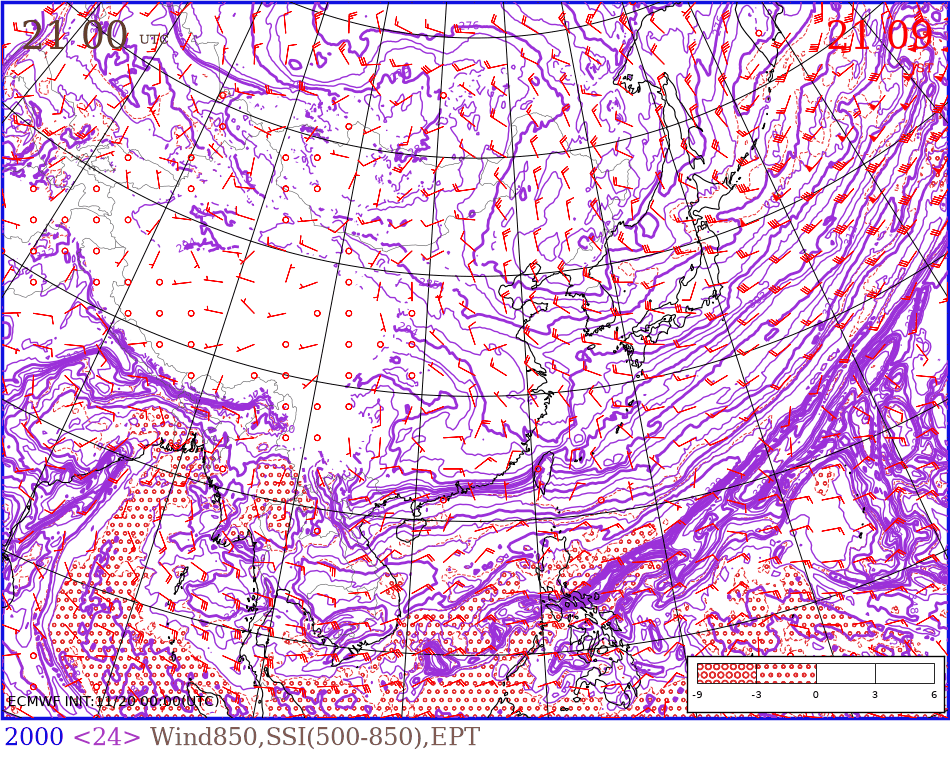 21 00 UTC
21 09
276
ECMWF INIT:11/20 00:00(UTC)
-9 -3 0 3 6
2000 <24> Wind850,SSI(500-850),EPT